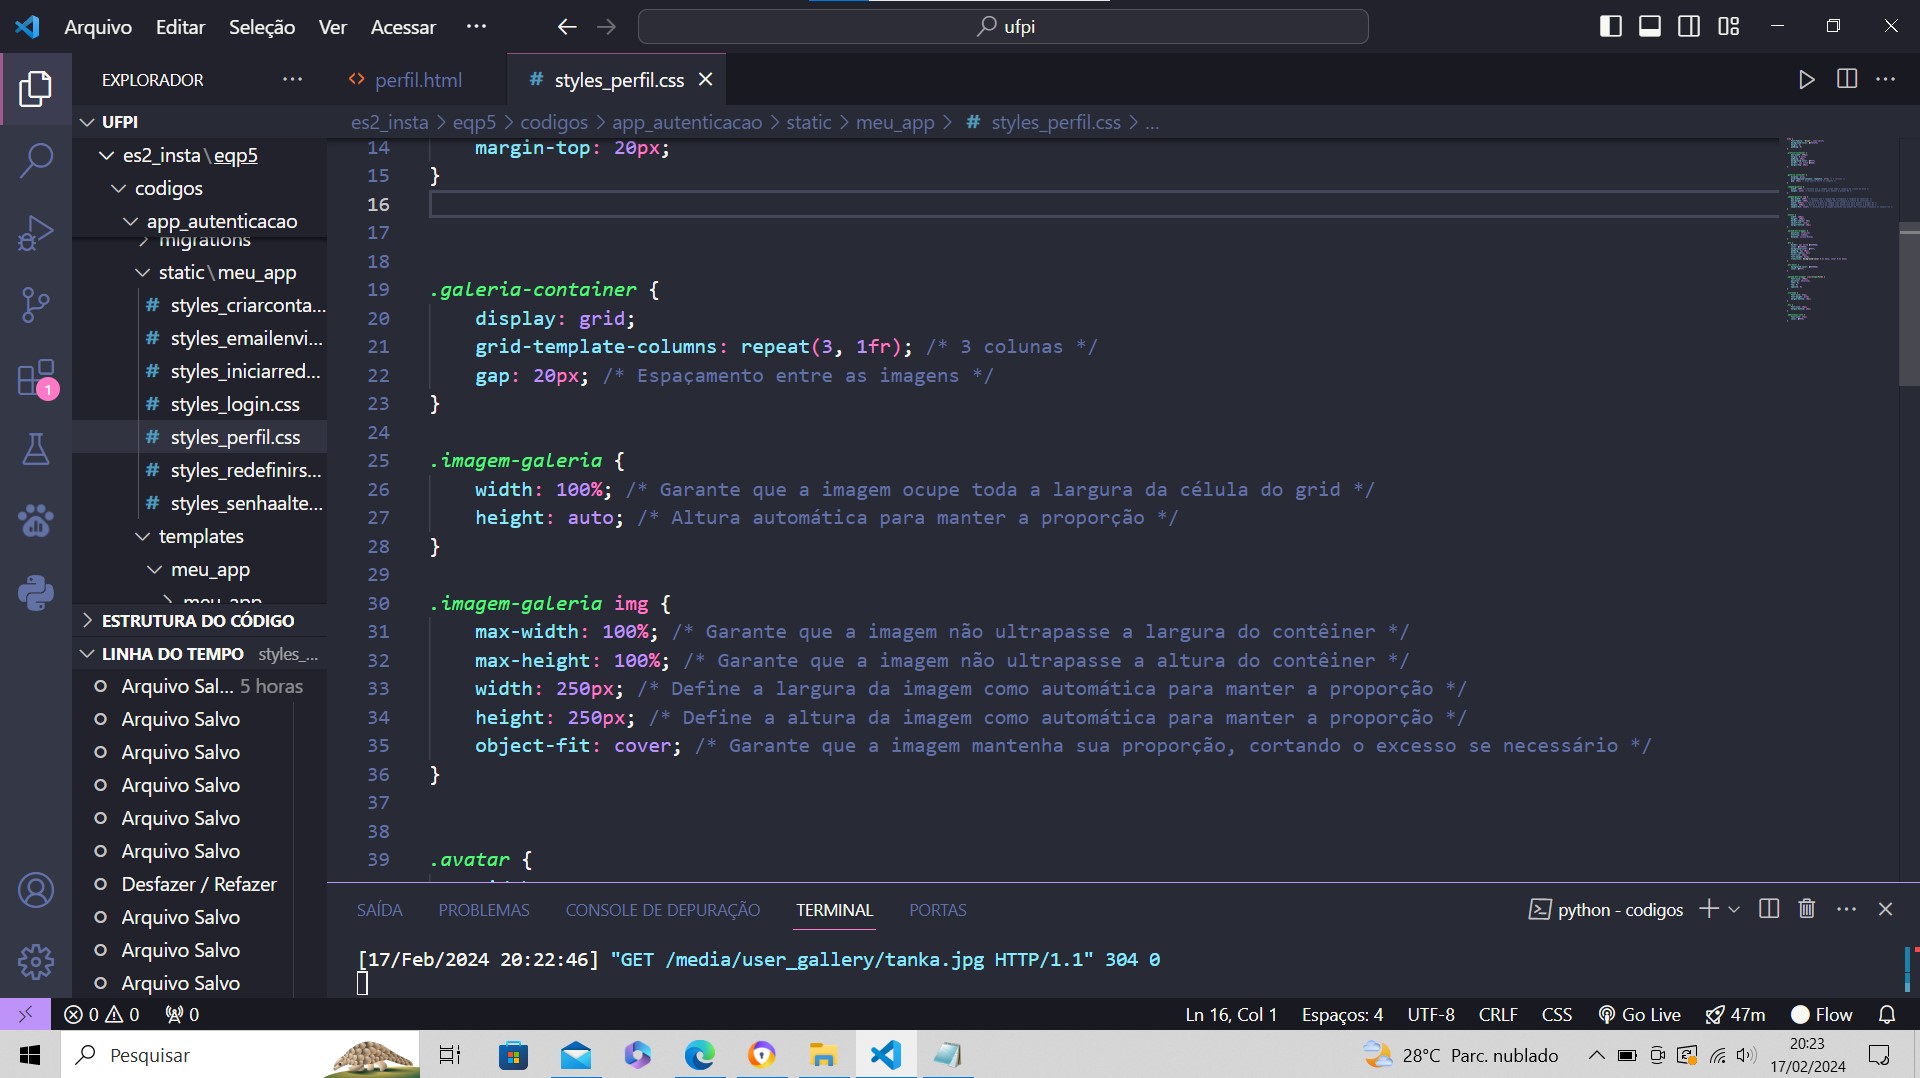 Arquivo Editar Seleção Ver Acessar ··· ufpi
EXPLORADOR ··· perfil.html # styles_perfil.css
UFPI
es2_insta > eqp5 > codigos > app_autenticacao > static > meu_app > # styles_perfil.css > ...
es2_insta\eqp5
codigos
app_autenticacao
migrations
static\meu_app
# styles_criarconta...
# styles_emailenvi...
# styles_iniciarred...
# styles_login.css
# styles_perfil.css
# styles_redefinirs...
# styles_senhaalte...
templates
meu_app
meu_app
ESTRUTURA DO CÓDIGO
LINHA DO TEMPO styles_...
Arquivo Sal... 5 horas
Arquivo Salvo
Arquivo Salvo
Arquivo Salvo
Arquivo Salvo
Arquivo Salvo
Desfazer / Refazer
Arquivo Salvo
Arquivo Salvo
Arquivo Salvo
1
14 margin-top: 20px;
15 }
16
17
18
19 .galeria-container {
20 display: grid;
21 grid-template-columns: repeat(3, 1fr); /* 3 colunas */
22 gap: 20px; /* Espaçamento entre as imagens */
23 }
24
25 .imagem-galeria {
26 width: 100%; /* Garante que a imagem ocupe toda a largura da célula do grid */
27 height: auto; /* Altura automática para manter a proporção */
28 }
29
30 .imagem-galeria img {
31 max-width: 100%; /* Garante que a imagem não ultrapasse a largura do contêiner */
32 max-height: 100%; /* Garante que a imagem não ultrapasse a altura do contêiner */
33 width: 250px; /* Define a largura da imagem como automática para manter a proporção */
34 height: 250px; /* Define a altura da imagem como automática para manter a proporção */
35 object-fit: cover; /* Garante que a imagem mantenha sua proporção, cortando o excesso se necessário */
36 }
37
38
39 .avatar {
SAÍDA PROBLEMAS CONSOLE DE DEPURAÇÃO TERMINAL PORTAS python - codigos
[17/Feb/2024 20:22:46] "GET /media/user_gallery/tanka.jpg HTTP/1.1" 304 0
0 0 0 Ln 16, Col 1 Espaços: 4 UTF-8 CRLF CSS Go Live 47m Flow
Pesquisar 28°C Parc. nublado 20:23
17/02/2024